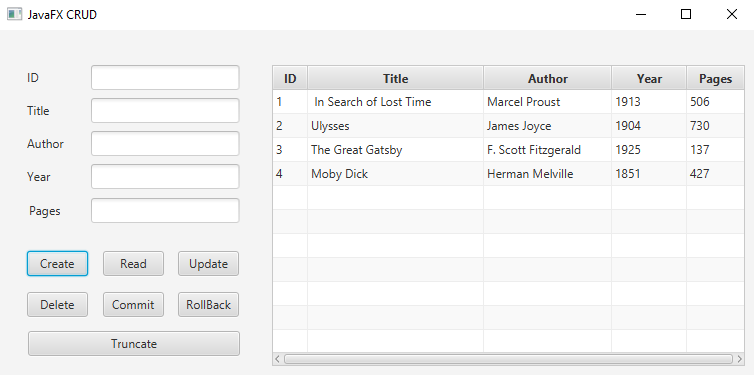 JavaFX CRUD
ID
Title
Author
Year
Pages
Create Read Update
Delete Commit RollBack
Truncate
ID Title Author Year Pages
1 In Search of Lost Time Marcel Proust 1913 506
2 Ulysses James Joyce 1904 730
3 The Great Gatsby F. Scott Fitzgerald 1925 137
4 Moby Dick Herman Melville 1851 427